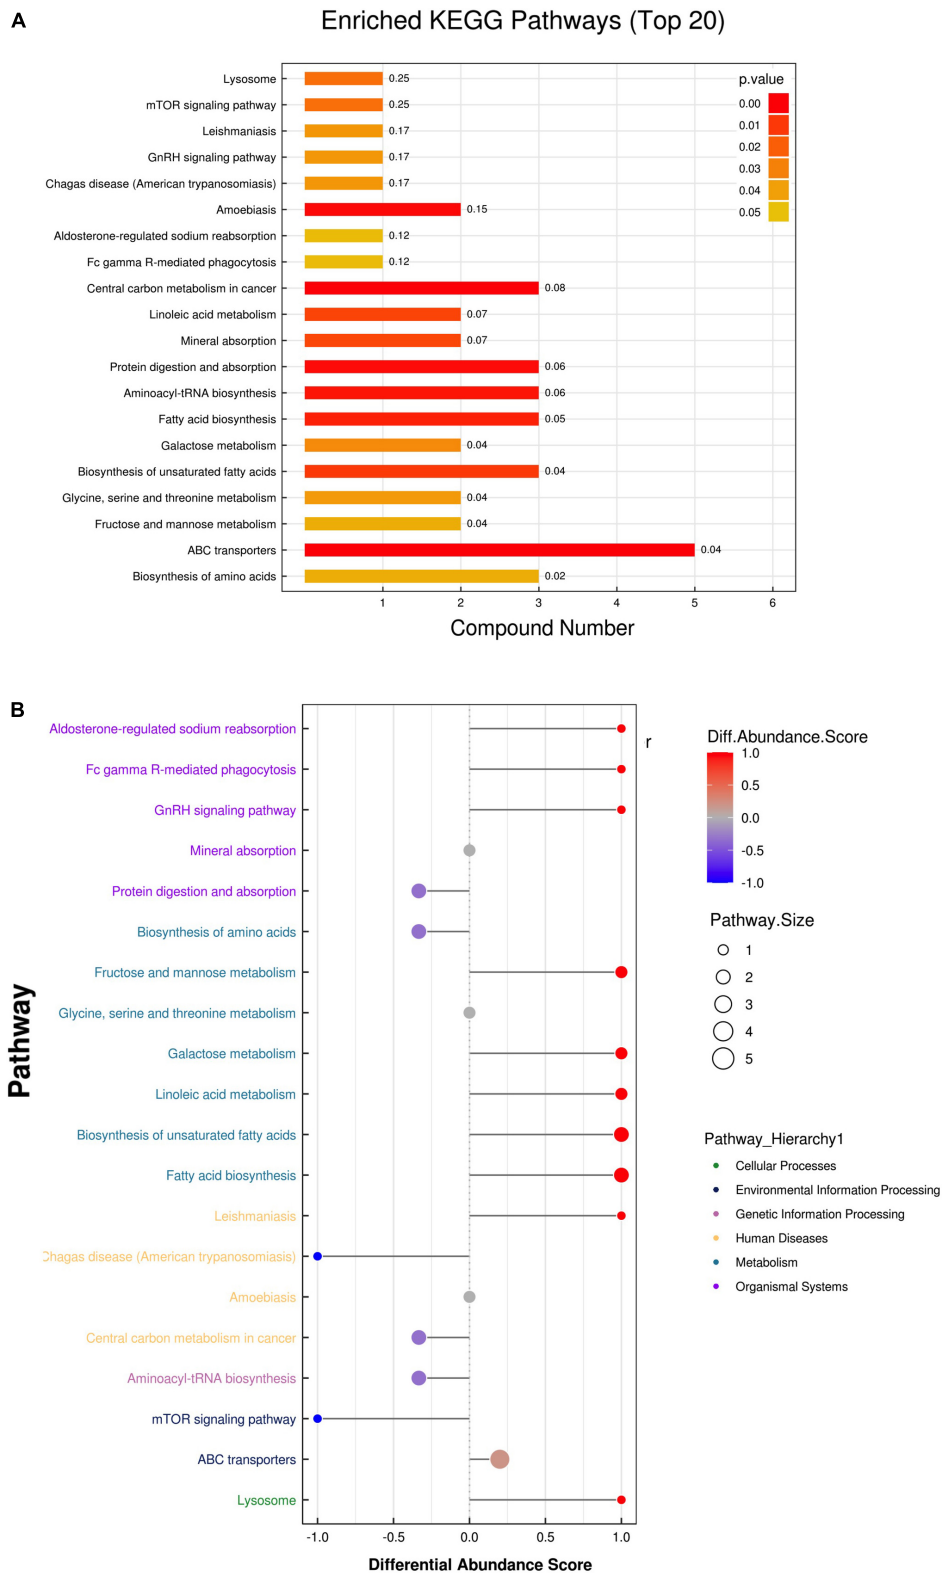 A
Enriched KEGG Pathways (Top 20)
Lysosome 0.25
mTOR signaling pathway 0.25
Leishmaniasis 0.17
GnRH signaling pathway 0.17
Chagas disease (American trypanosomiasis) 0.17
Amoebiasis 0.15
Aldosterone-regulated sodium reabsorption 0.12
Fc gamma R-mediated phagocytosis 0.12
Central carbon metabolism in cancer 0.08
Linoleic acid metabolism 0.07
Mineral absorption 0.07
Protein digestion and absorption 0.06
Aminoacyl-tRNA biosynthesis 0.06
Fatty acid biosynthesis 0.05
Galactose metabolism 0.04
Biosynthesis of unsaturated fatty acids 0.04
Glycine, serine and threonine metabolism 0.04
Fructose and mannose metabolism 0.04
ABC transporters 0.04
Biosynthesis of amino acids 0.02
1 2 3 4 5 6
Compound Number
p.value
0.00
0.01
0.02
0.03
0.04
0.05
B
Pathway
Aldosterone-regulated sodium reabsorption
Fc gamma R-mediated phagocytosis
GnRH signaling pathway
Mineral absorption
Protein digestion and absorption
Biosynthesis of amino acids
Fructose and mannose metabolism
Glycine, serine and threonine metabolism
Galactose metabolism
Linoleic acid metabolism
Biosynthesis of unsaturated fatty acids
Fatty acid biosynthesis
Leishmaniasis
Chagas disease (American trypanosomiasis)
Amoebiasis
Central carbon metabolism in cancer
Aminoacyl-tRNA biosynthesis
mTOR signaling pathway
ABC transporters
Lysosome
-1.0 -0.5 0.0 0.5 1.0
Differential Abundance Score
r
Diff.Abundance.Score
1.0
0.5
0.0
-0.5
-1.0
Pathway.Size
1
2
3
4
5
Pathway_Hierarchy1
Cellular Processes
Environmental Information Processing
Genetic Information Processing
Human Diseases
Metabolism
Organismal Systems